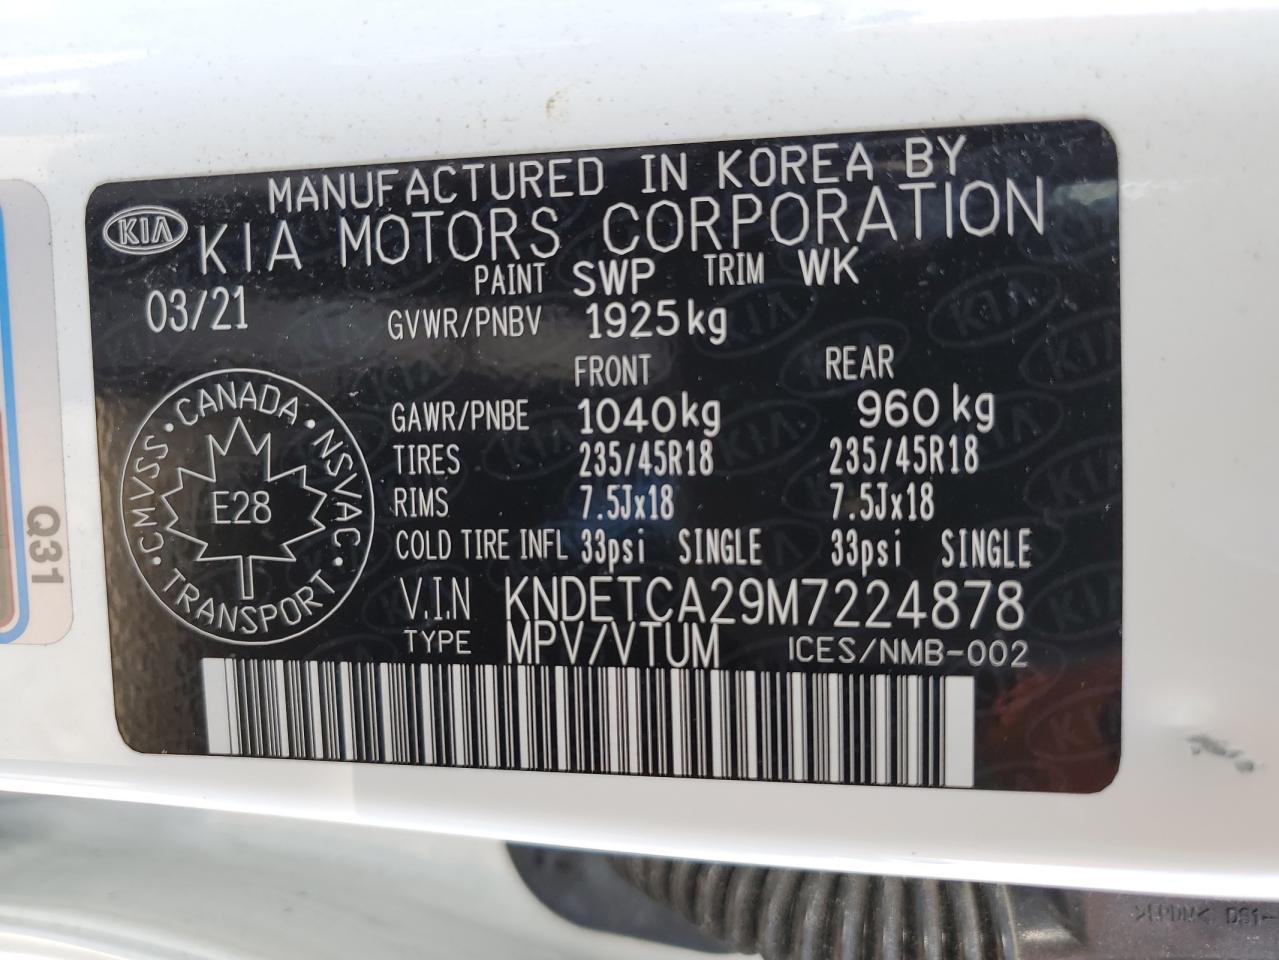 MANUFACTURED IN KOREA BY
KIA
KIA MOTORS CORPORATION
PAINT SWP TRIM WK
03/21
GVWR/PNBV 1925kg
FRONT REAR
GAWR/PNBE 1040kg 960kg
TIRES 235/45R18 235/45R18
RIMS 7.5Jx18 7.5Jx18
COLD TIRE INFL 33psi SINGLE 33psi SINGLE
V.I.N KNDETCA29M7224878
TYPE MPV/VTUM ICES/NMB-002
CMVSS · CANADA · NSVAC · TRANSPORT ·
E28
Q31